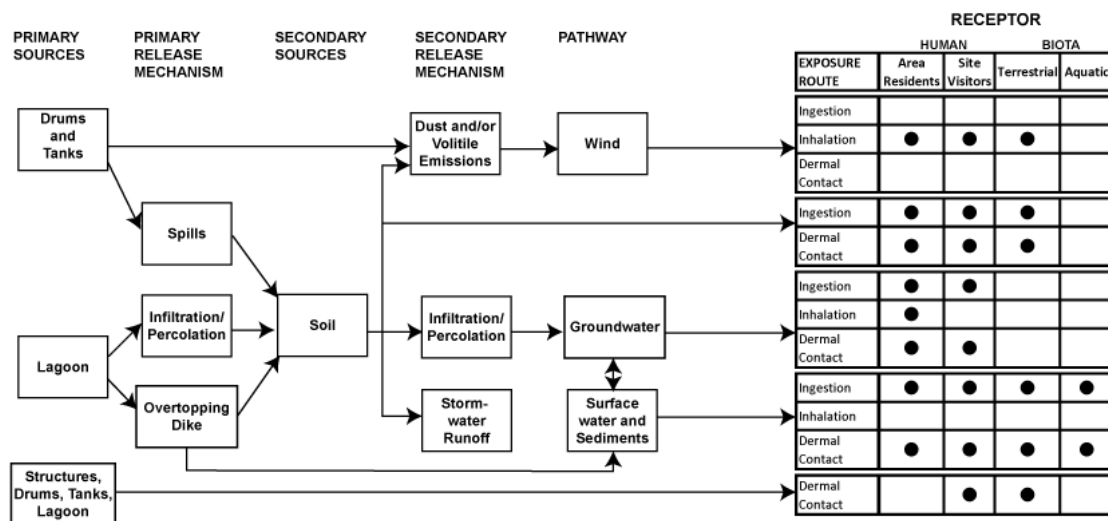 RECEPTOR
PRIMARY
SOURCES
PRIMARY
RELEASE
MECHANISM
SECONDARY
SOURCES
SECONDARY
RELEASE
MECHANISM
PATHWAY
HUMAN
BIOTA
EXPOSURE
ROUTE
Area
Residents
Site
Visitors
Terrestrial
Aquatic
Drums
and
Tanks
Dust and/or
Volitile
Emissions
Wind
Ingestion
Inhalation
Dermal
Contact
Spills
Ingestion
Dermal
Contact
Lagoon
Infiltration/
Percolation
Soil
Infiltration/
Percolation
Groundwater
Ingestion
Inhalation
Dermal
Contact
Overtopping
Dike
Storm-
water
Runoff
Surface
water and
Sediments
Ingestion
Inhalation
Dermal
Contact
Structures,
Drums, Tanks,
Lagoon
Dermal
Contact